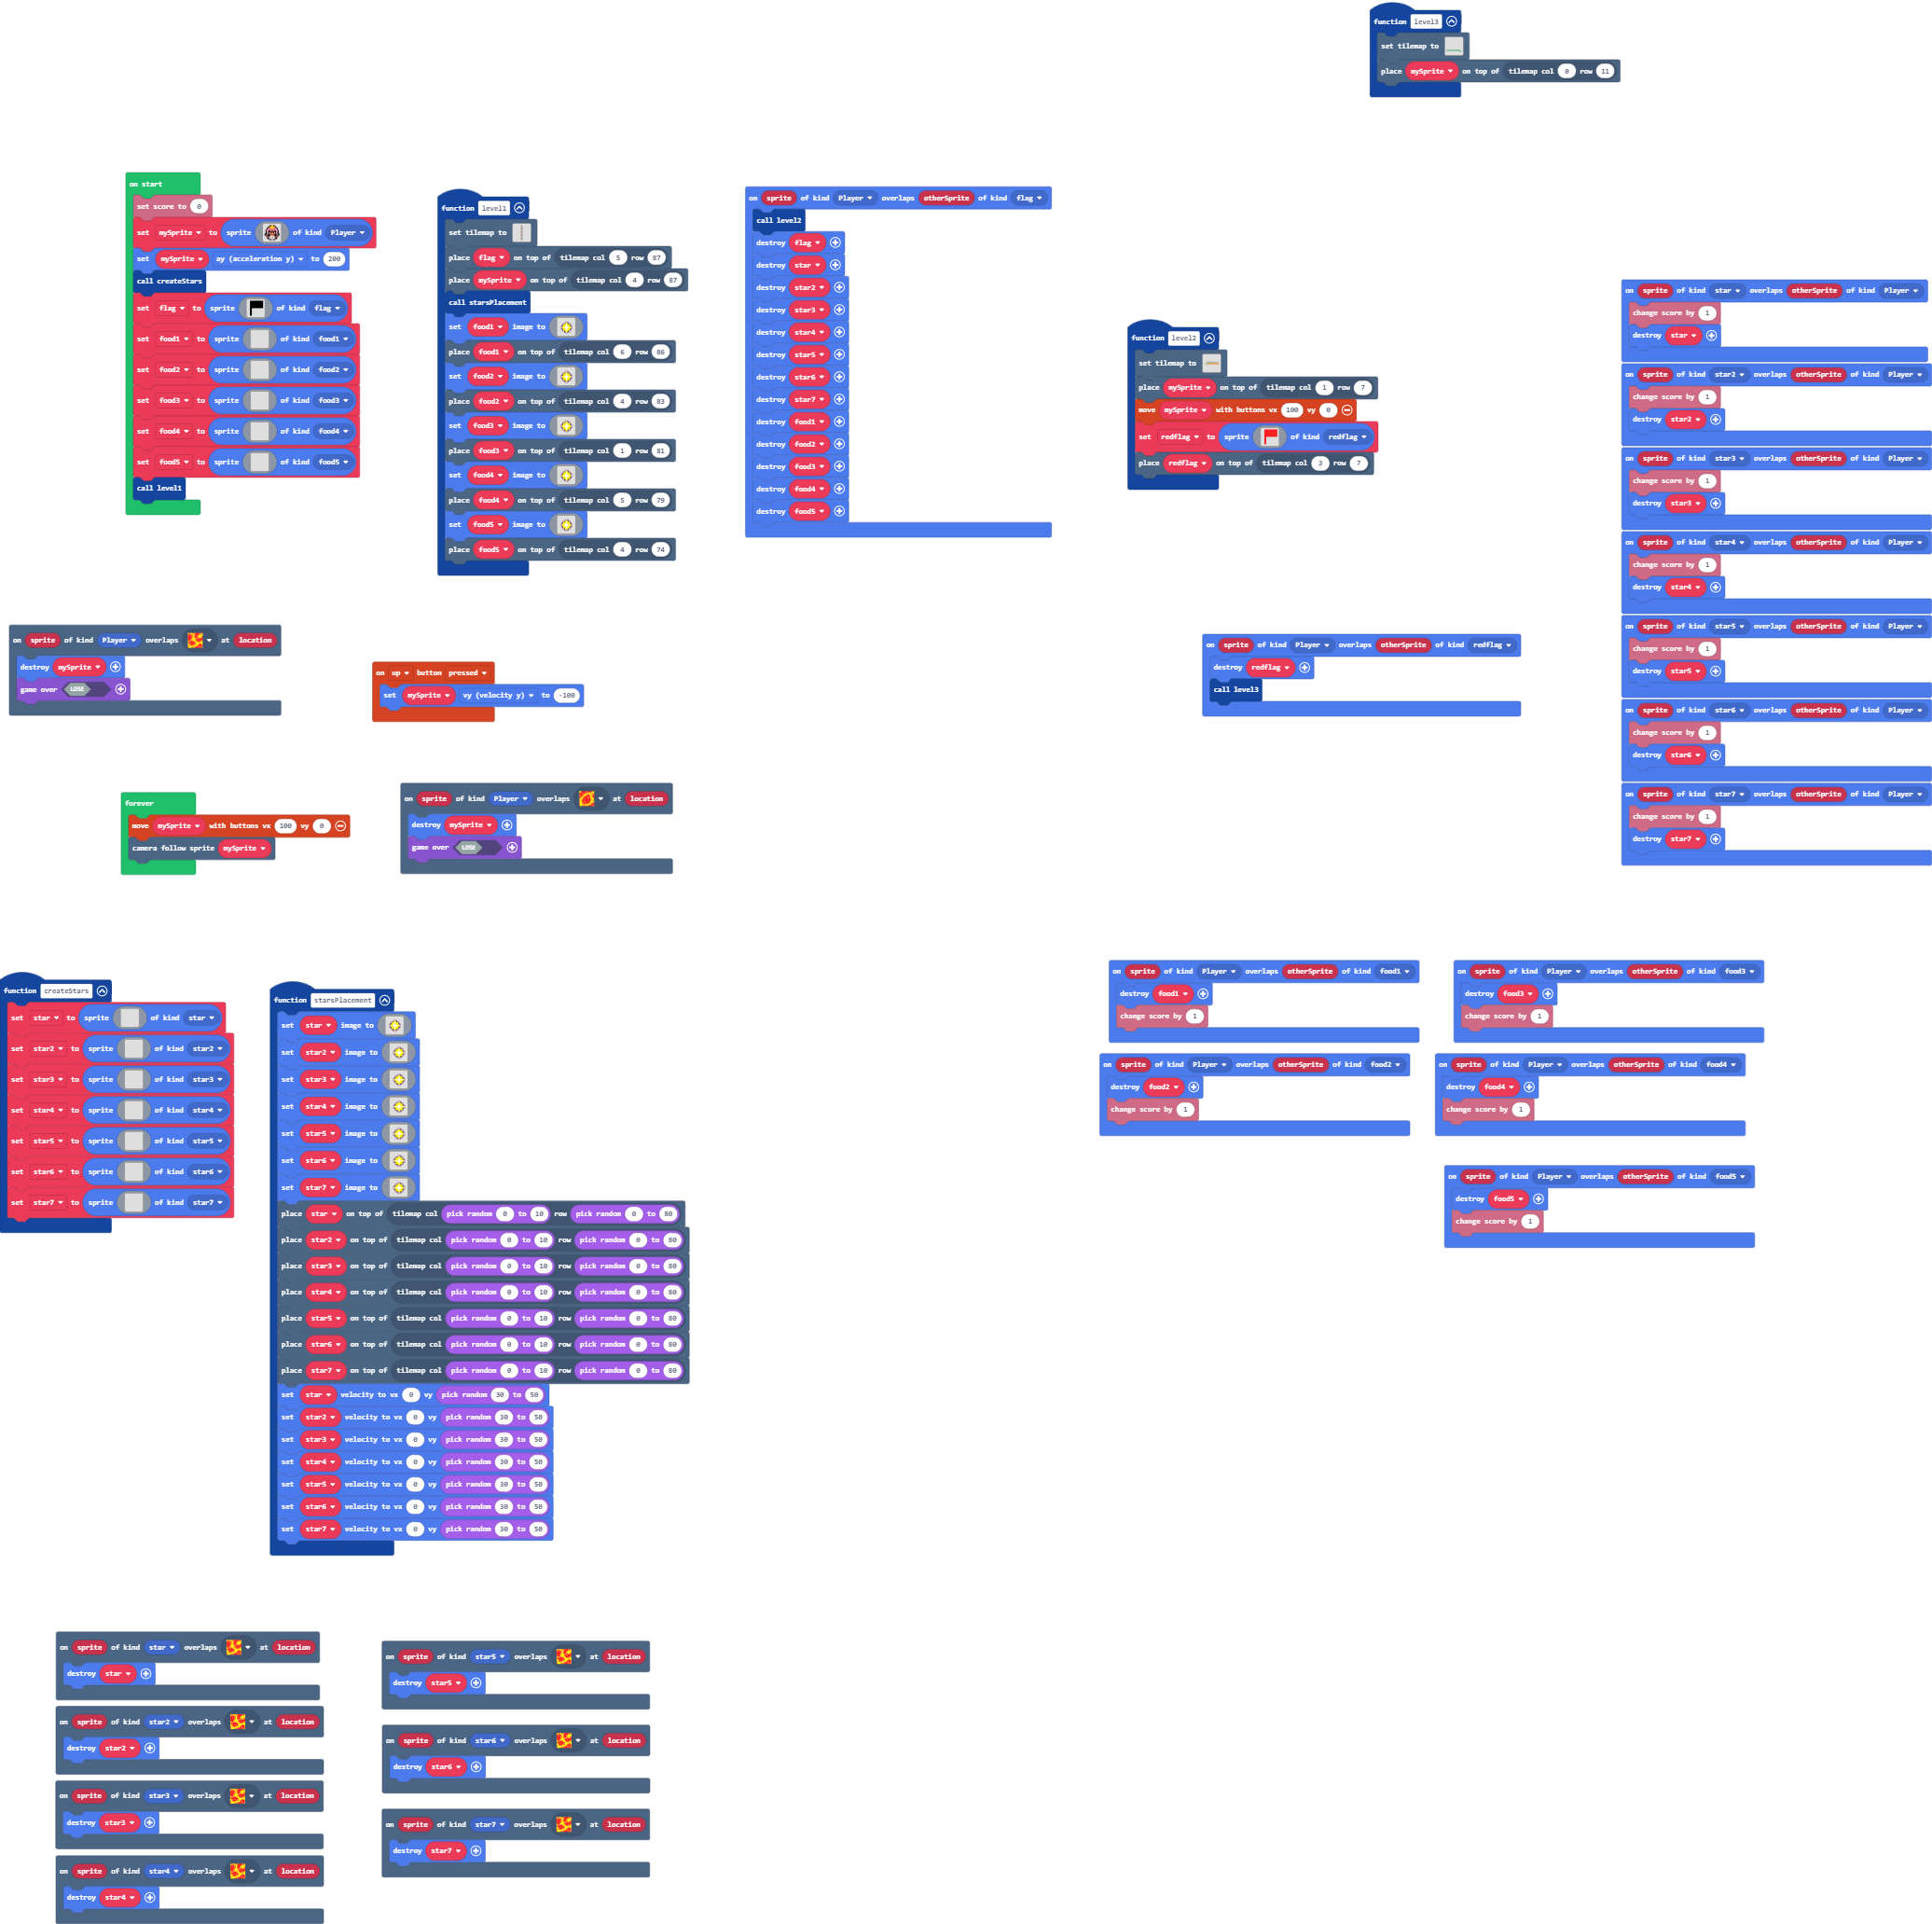 function level3
set tilemap to
place mySprite on top of tilemap col 0 row 11
on start
set score to 0
set mySprite to sprite of kind Player
set mySprite ay (acceleration y) to 200
call createStars
set flag to sprite of kind flag
set food1 to sprite of kind food1
set food2 to sprite of kind food2
set food3 to sprite of kind food3
set food4 to sprite of kind food4
set food5 to sprite of kind food5
call level1
function level1
set tilemap to
place flag on top of tilemap col 5 row 87
place mySprite on top of tilemap col 4 row 87
call starsPlacement
set food1 image to
place food1 on top of tilemap col 6 row 86
set food2 image to
place food2 on top of tilemap col 4 row 83
set food3 image to
place food3 on top of tilemap col 1 row 81
set food4 image to
place food4 on top of tilemap col 5 row 79
set food5 image to
place food5 on top of tilemap col 4 row 74
on sprite of kind Player overlaps otherSprite of kind flag
call level2
destroy flag
destroy star
destroy star2
destroy star3
destroy star4
destroy star5
destroy star6
destroy star7
destroy food1
destroy food2
destroy food3
destroy food4
destroy food5
function level2
set tilemap to
place mySprite on top of tilemap col 1 row 7
move mySprite with buttons vx 100 vy 0
set redflag to sprite of kind redflag
place redflag on top of tilemap col 3 row 7
on sprite of kind star overlaps otherSprite of kind Player
change score by 1
destroy star
on sprite of kind star2 overlaps otherSprite of kind Player
change score by 1
destroy star2
on sprite of kind star3 overlaps otherSprite of kind Player
change score by 1
destroy star3
on sprite of kind star4 overlaps otherSprite of kind Player
change score by 1
destroy star4
on sprite of kind star5 overlaps otherSprite of kind Player
change score by 1
destroy star5
on sprite of kind star6 overlaps otherSprite of kind Player
change score by 1
destroy star6
on sprite of kind star7 overlaps otherSprite of kind Player
change score by 1
destroy star7
on sprite of kind Player overlaps at location
destroy mySprite
game over LOSE
on up button pressed
set mySprite vy (velocity y) to -100
on sprite of kind Player overlaps otherSprite of kind redflag
destroy redflag
call level3
forever
move mySprite with buttons vx 100 vy 0
camera follow sprite mySprite
on sprite of kind Player overlaps at location
destroy mySprite
game over LOSE
function createStars
set star to sprite of kind star
set star2 to sprite of kind star2
set star3 to sprite of kind star3
set star4 to sprite of kind star4
set star5 to sprite of kind star5
set star6 to sprite of kind star6
set star7 to sprite of kind star7
function starsPlacement
set star image to
set star2 image to
set star3 image to
set star4 image to
set star5 image to
set star6 image to
set star7 image to
place star on top of tilemap col pick random 0 to 10 row pick random 0 to 80
place star2 on top of tilemap col pick random 0 to 10 row pick random 0 to 80
place star3 on top of tilemap col pick random 0 to 10 row pick random 0 to 80
place star4 on top of tilemap col pick random 0 to 10 row pick random 0 to 80
place star5 on top of tilemap col pick random 0 to 10 row pick random 0 to 80
place star6 on top of tilemap col pick random 0 to 10 row pick random 0 to 80
place star7 on top of tilemap col pick random 0 to 10 row pick random 0 to 80
set star velocity to vx 0 vy pick random 30 to 50
set star2 velocity to vx 0 vy pick random 30 to 50
set star3 velocity to vx 0 vy pick random 30 to 50
set star4 velocity to vx 0 vy pick random 30 to 50
set star5 velocity to vx 0 vy pick random 30 to 50
set star6 velocity to vx 0 vy pick random 30 to 50
set star7 velocity to vx 0 vy pick random 30 to 50
on sprite of kind Player overlaps otherSprite of kind food1
destroy food1
change score by 1
on sprite of kind Player overlaps otherSprite of kind food3
destroy food3
change score by 1
on sprite of kind Player overlaps otherSprite of kind food2
destroy food2
change score by 1
on sprite of kind Player overlaps otherSprite of kind food4
destroy food4
change score by 1
on sprite of kind Player overlaps otherSprite of kind food5
destroy food5
change score by 1
on sprite of kind star overlaps at location
destroy star
on sprite of kind star2 overlaps at location
destroy star2
on sprite of kind star3 overlaps at location
destroy star3
on sprite of kind star4 overlaps at location
destroy star4
on sprite of kind star5 overlaps at location
destroy star5
on sprite of kind star6 overlaps at location
destroy star6
on sprite of kind star7 overlaps at location
destroy star7